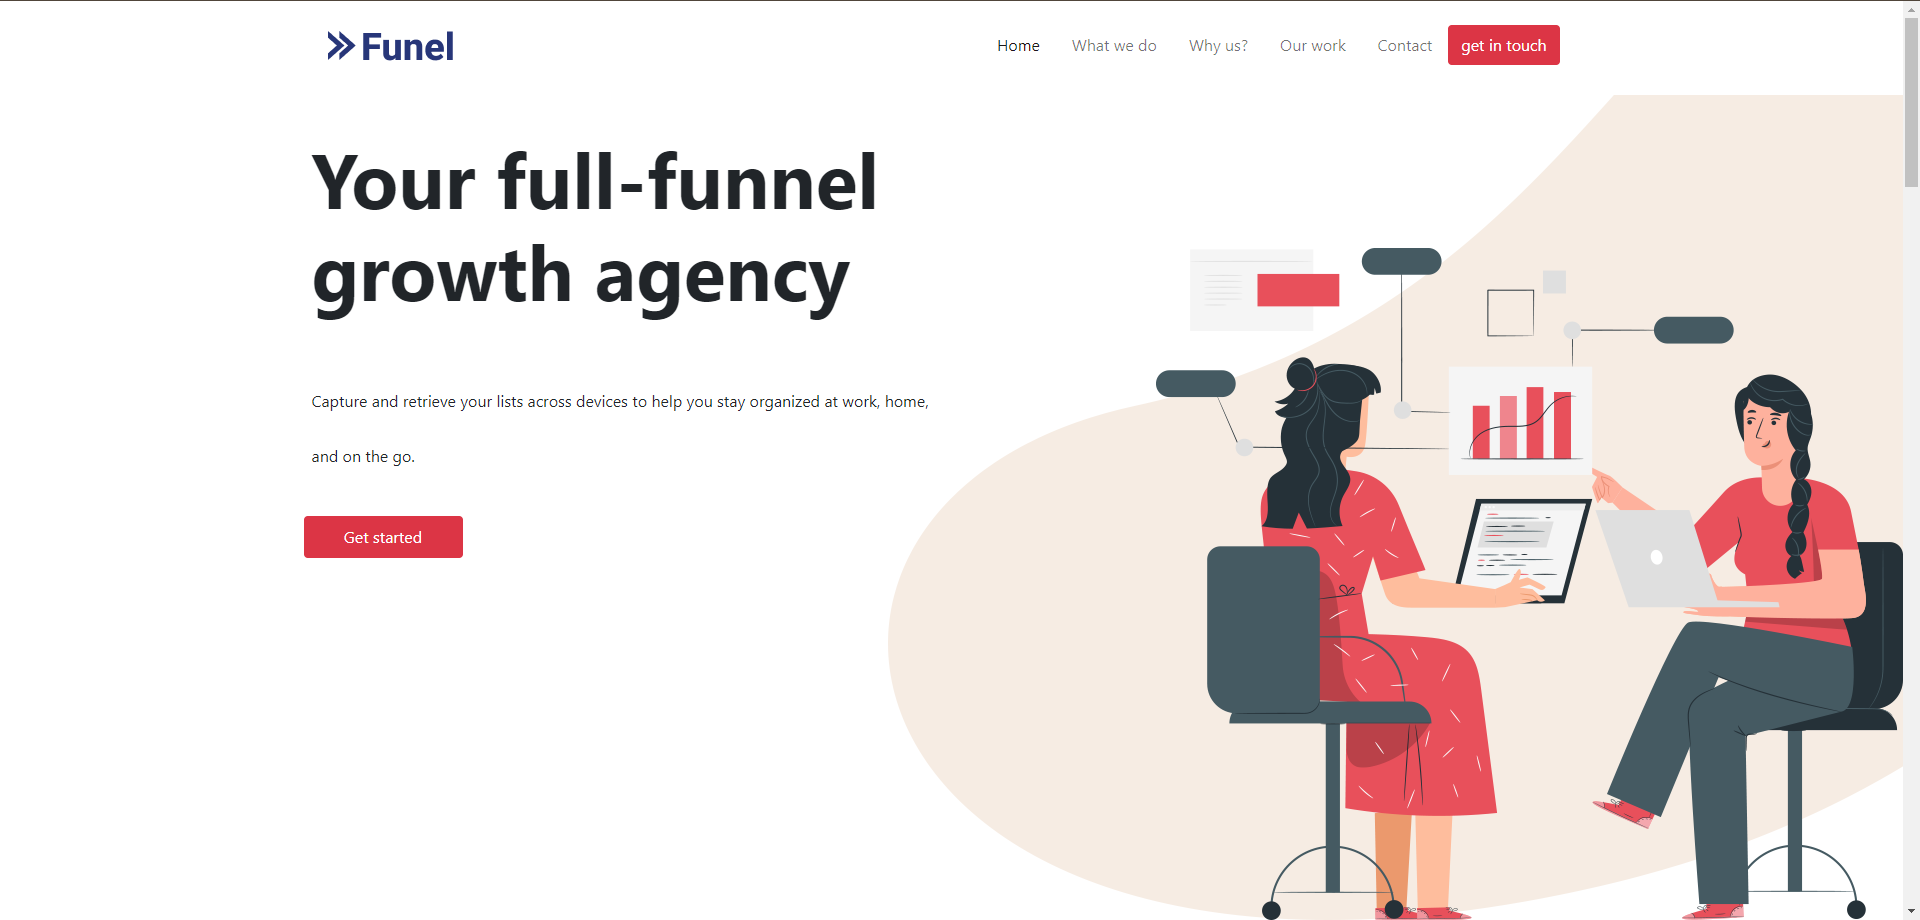 Funel
Home What we do Why us? Our work Contact get in touch
Your full-funnel
growth agency
Capture and retrieve your lists across devices to help you stay organized at work, home,
and on the go.
Get started